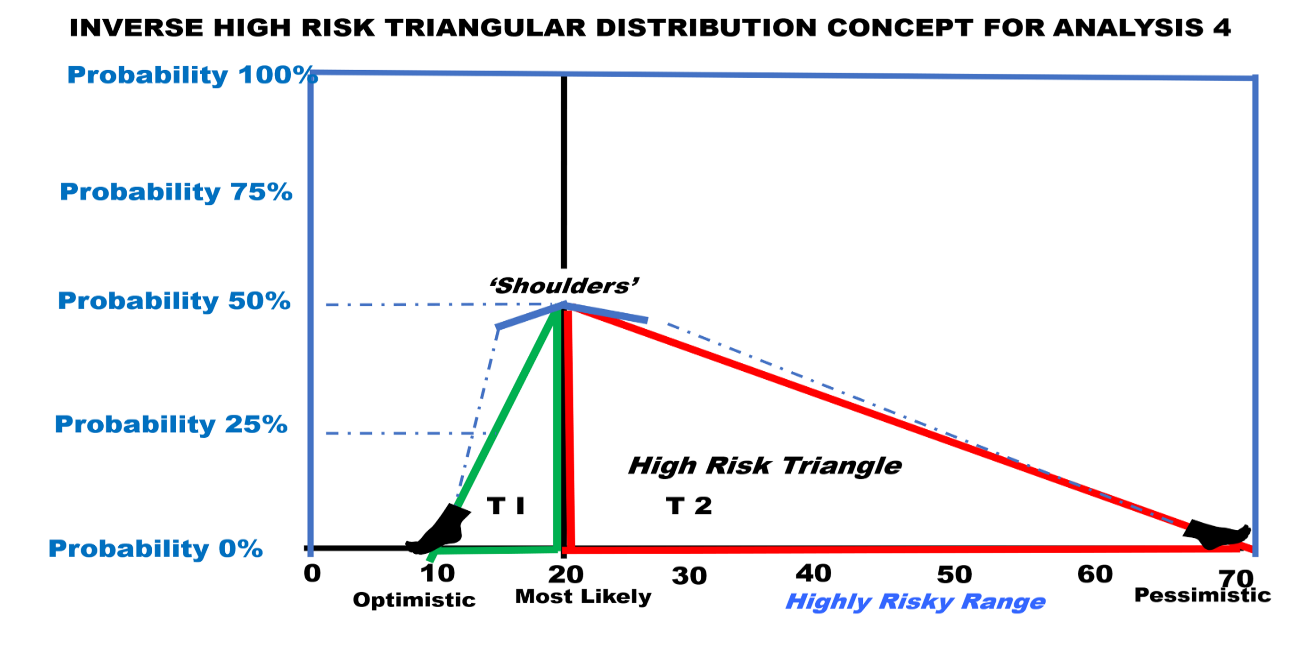 INVERSE HIGH RISK TRIANGULAR DISTRIBUTION CONCEPT FOR ANALYSIS 4
Probability 100%
Probability 75%
‘Shoulders’
Probability 50%
Probability 25%
High Risk Triangle
T I
T 2
Probability 0%
0
10
20
30
40
50
60
70
Optimistic
Most Likely
Highly Risky Range
Pessimistic